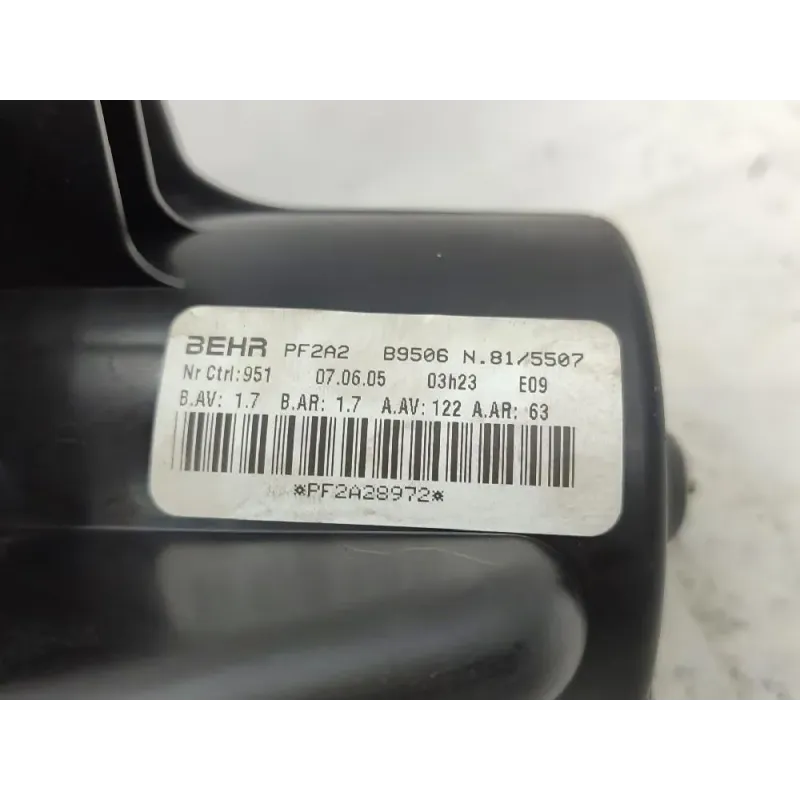 BEHR PF2A2 B9506 N.81/5507
Nr Ctrl:951 07.06.05 03h23 E09
B.AV: 1.7 B.AR: 1.7 A.AV: 122 A.AR: 63
*PF2A28972*